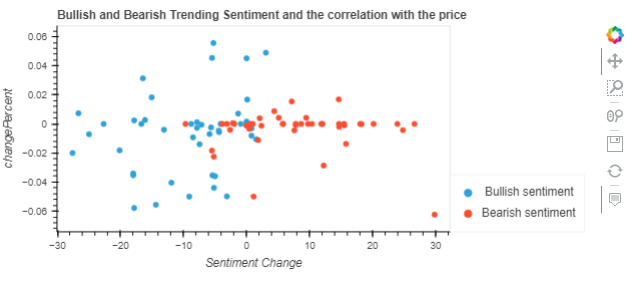 Bullish and Bearish Trending Sentiment and the correlation with the price
changePercent
0.06
0.04
0.02
0
−0.02
−0.04
−0.06
−30 −20 −10 0 10 20 30
Sentiment Change
Bullish sentiment
Bearish sentiment